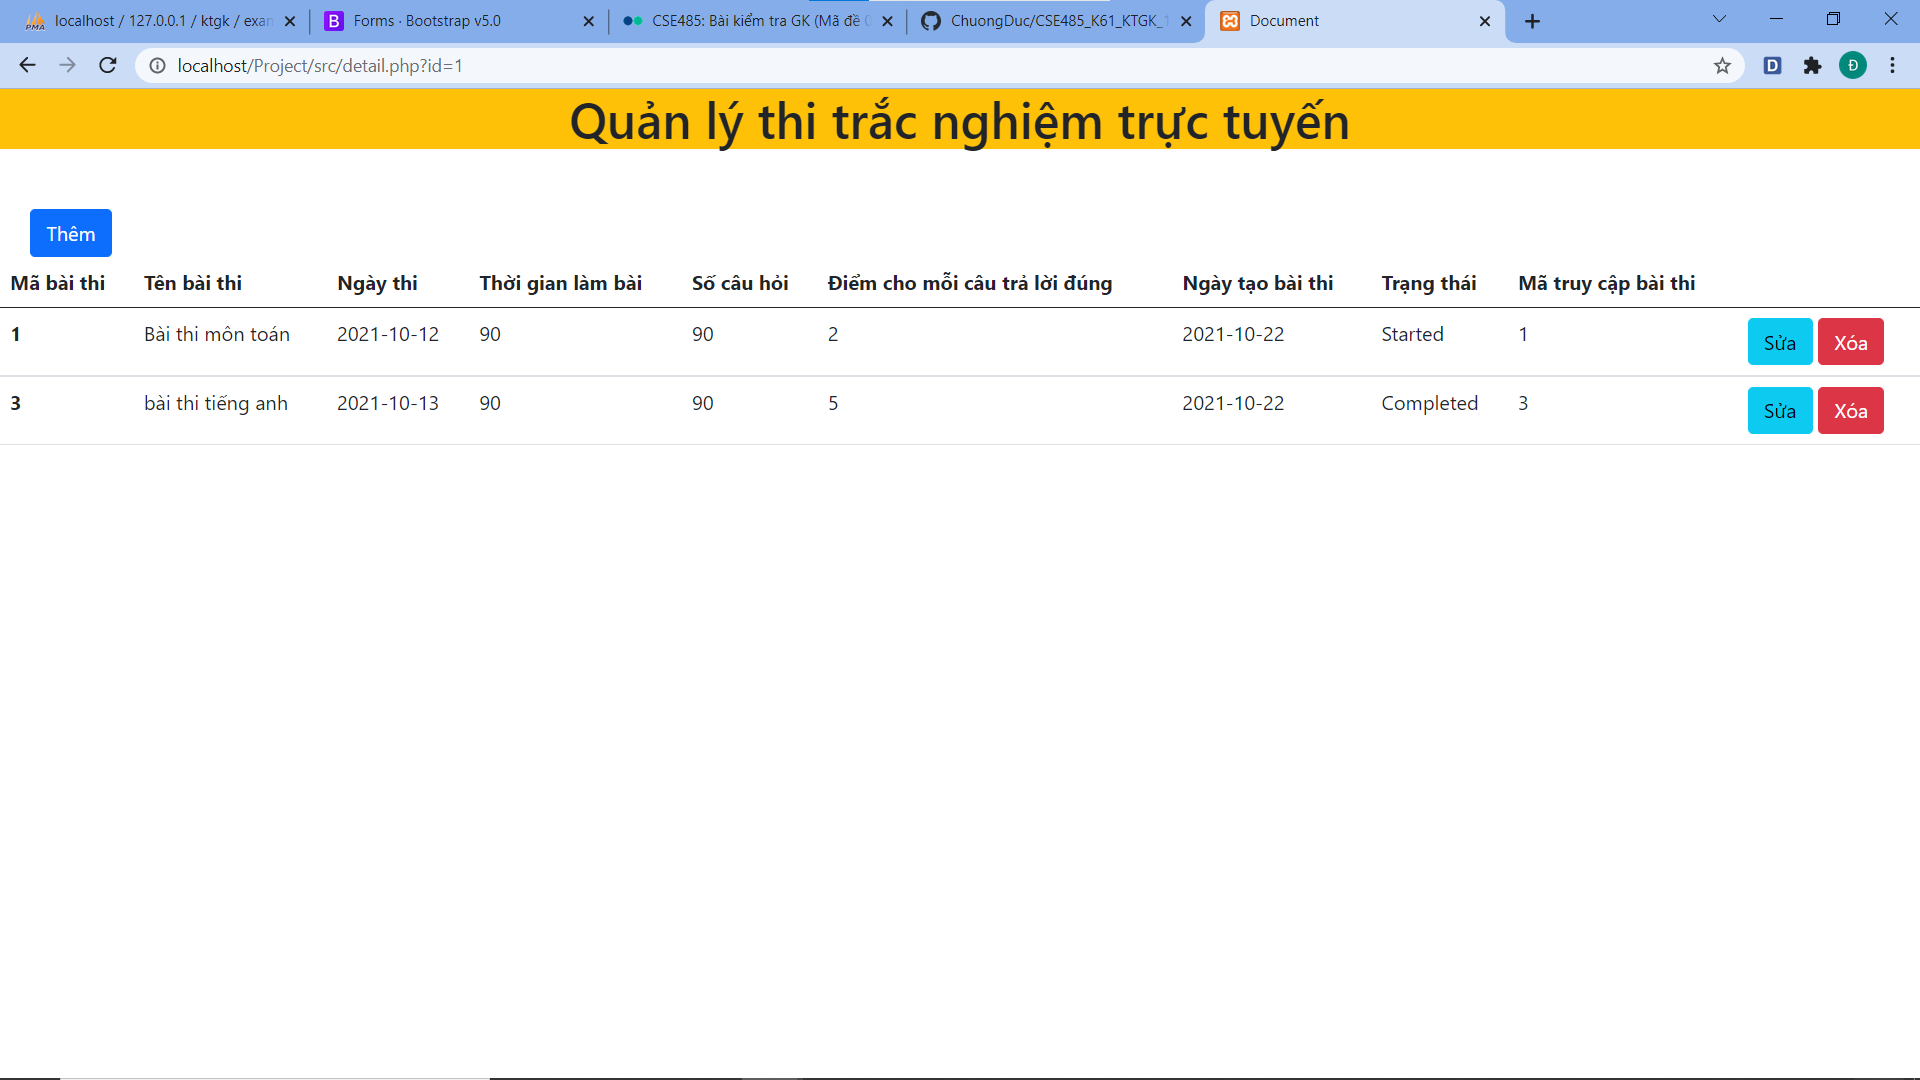 localhost / 127.0.0.1 / ktgk / exan
Forms · Bootstrap v5.0
CSE485: Bài kiểm tra GK (Mã đề 0
ChuongDuc/CSE485_K61_KTGK_1
Document
localhost/Project/src/detail.php?id=1
D
Đ
Quản lý thi trắc nghiệm trực tuyến
Thêm
Mã bài thi Tên bài thi Ngày thi Thời gian làm bài Số câu hỏi Điểm cho mỗi câu trả lời đúng Ngày tạo bài thi Trạng thái Mã truy cập bài thi
1 Bài thi môn toán 2021-10-12 90 90 2 2021-10-22 Started 1 Sửa Xóa
3 bài thi tiếng anh 2021-10-13 90 90 5 2021-10-22 Completed 3 Sửa Xóa